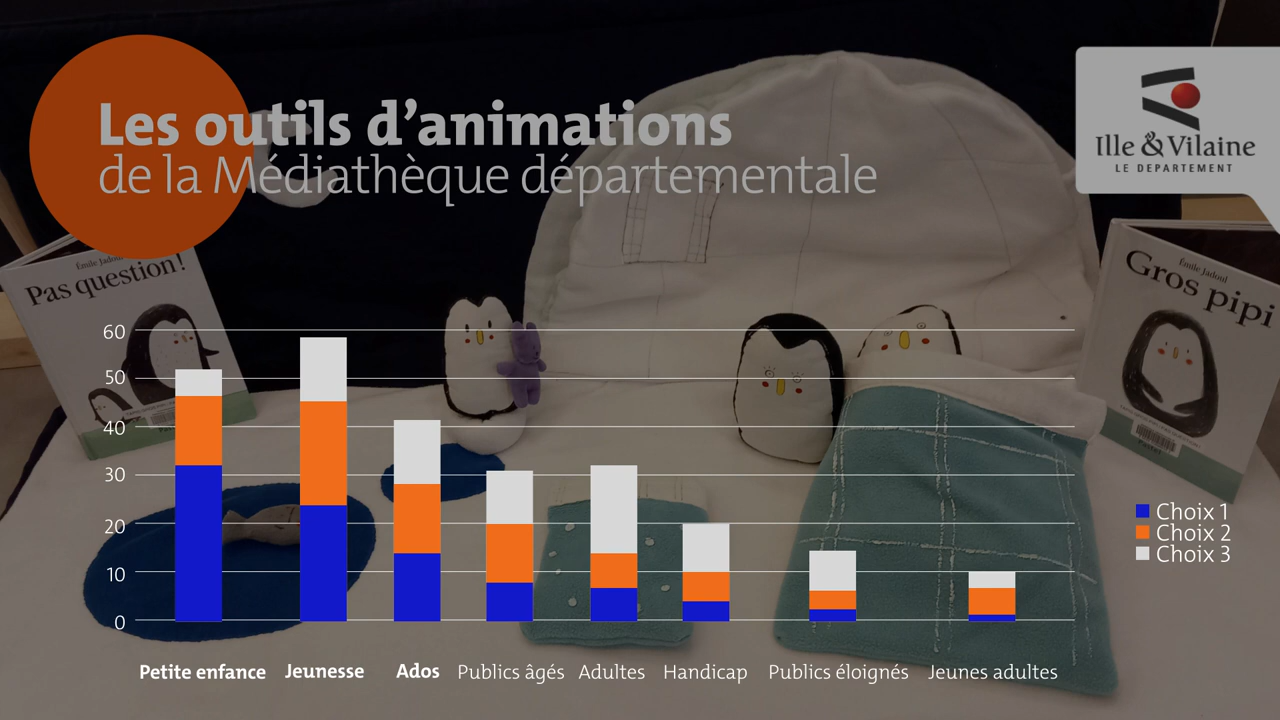 Les outils d’animations
de la Médiathèque départementale
Ille & Vilaine
LE DEPARTEMENT
Émile Jadoul
Pas question!
Émile Jadoul
Gros pipi
60
50
40
30
20
10
0
Choix 1
Choix 2
Choix 3
Petite enfance
Jeunesse
Ados
Publics âgés
Adultes
Handicap
Publics éloignés
Jeunes adultes